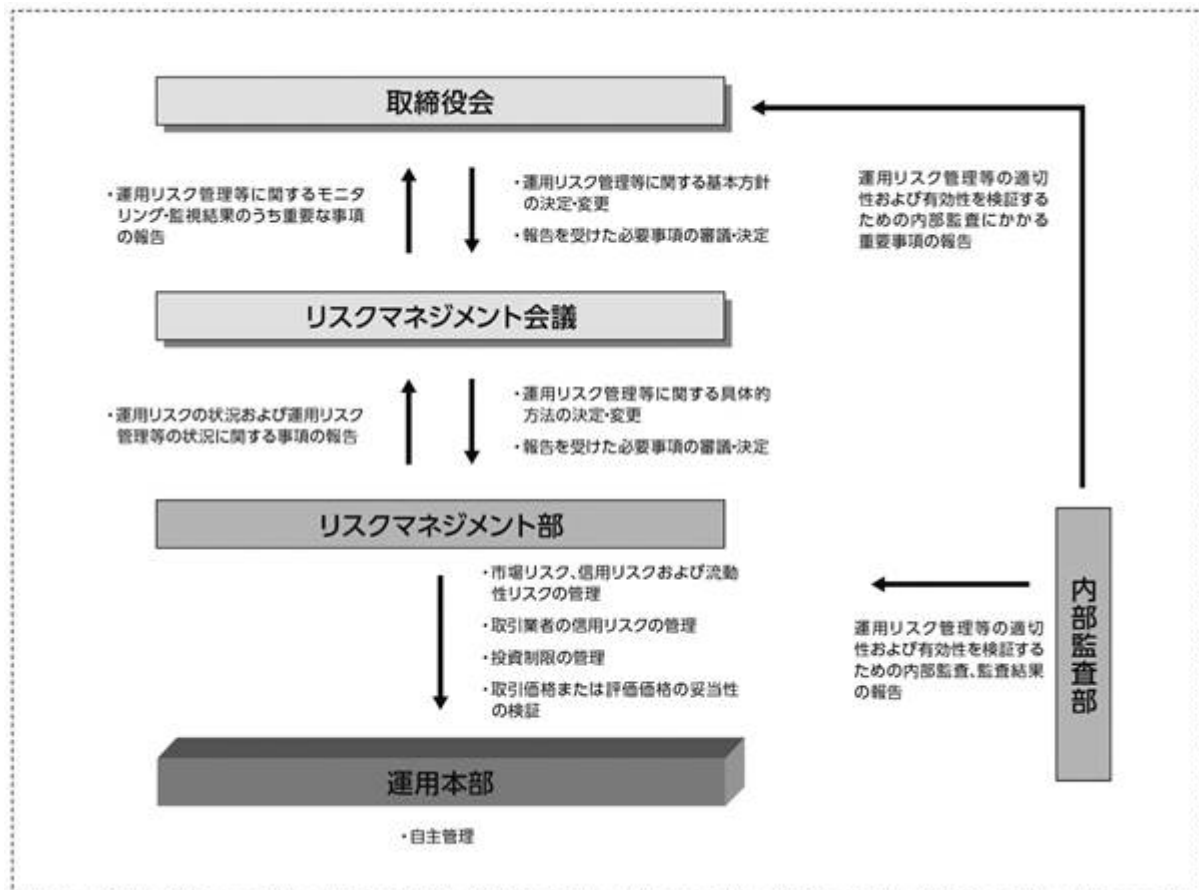 取締役会
・運用リスク管理等に関するモニタ
リング・監視結果のうち重要な事項
の報告
・運用リスク管理等に関する基本方針
の決定・変更
・報告を受けた必要事項の審議・決定
運用リスク管理等の適切
性および有効性を検証す
るための内部監査にかかる
重要事項の報告
リスクマネジメント会議
・運用リスクの状況および運用リスク
管理等の状況に関する事項の報告
・運用リスク管理等に関する具体的
方法の決定・変更
・報告を受けた必要事項の審議・決定
リスクマネジメント部
・市場リスク、信用リスクおよび流動
性リスクの管理
・取引業者の信用リスクの管理
・投資制限の管理
・取引価格または評価価格の妥当性
の検証
運用リスク管理等の適切
性および有効性を検証する
ための内部監査、監査結果
の報告
内部監査部
運用本部
・自主管理